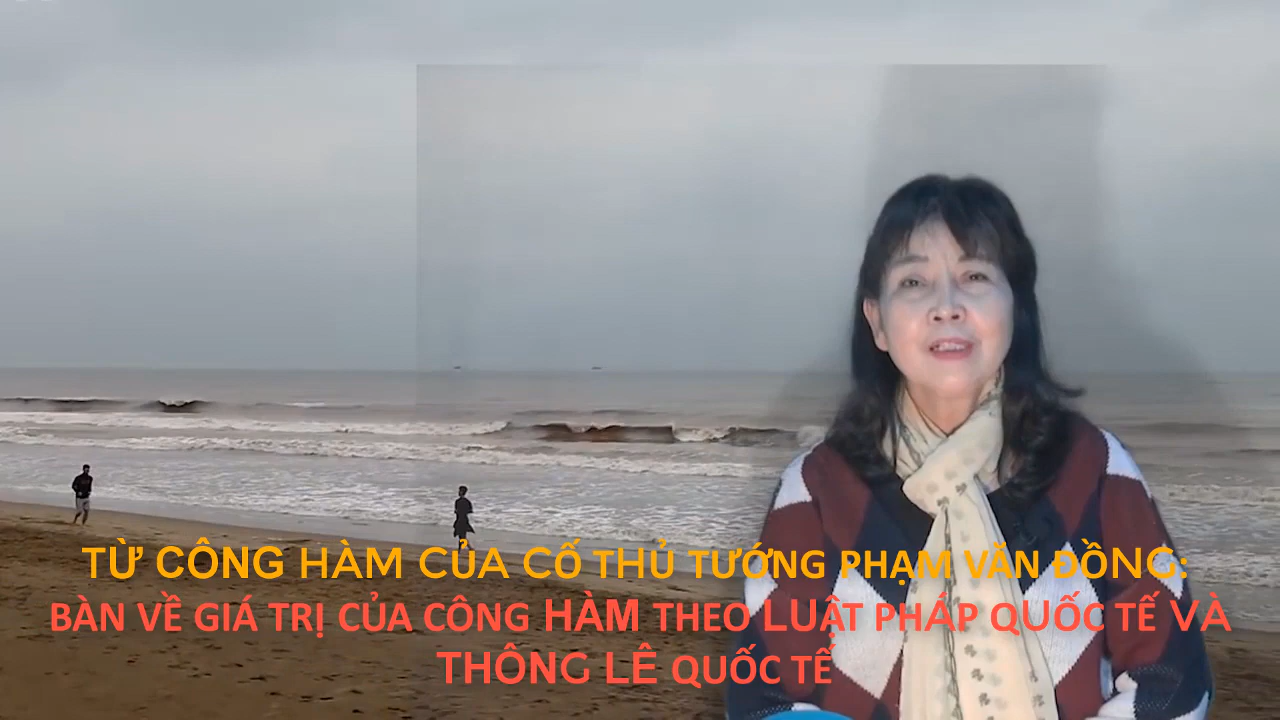 TỪ CÔNG HÀM CỦA CỐ THỦ TƯỚNG PHẠM VĂN ĐỒNG:
BÀN VỀ GIÁ TRỊ CỦA CÔNG HÀM THEO LUẬT PHÁP QUỐC TẾ VÀ
THÔNG LÊ QUỐC TẾ